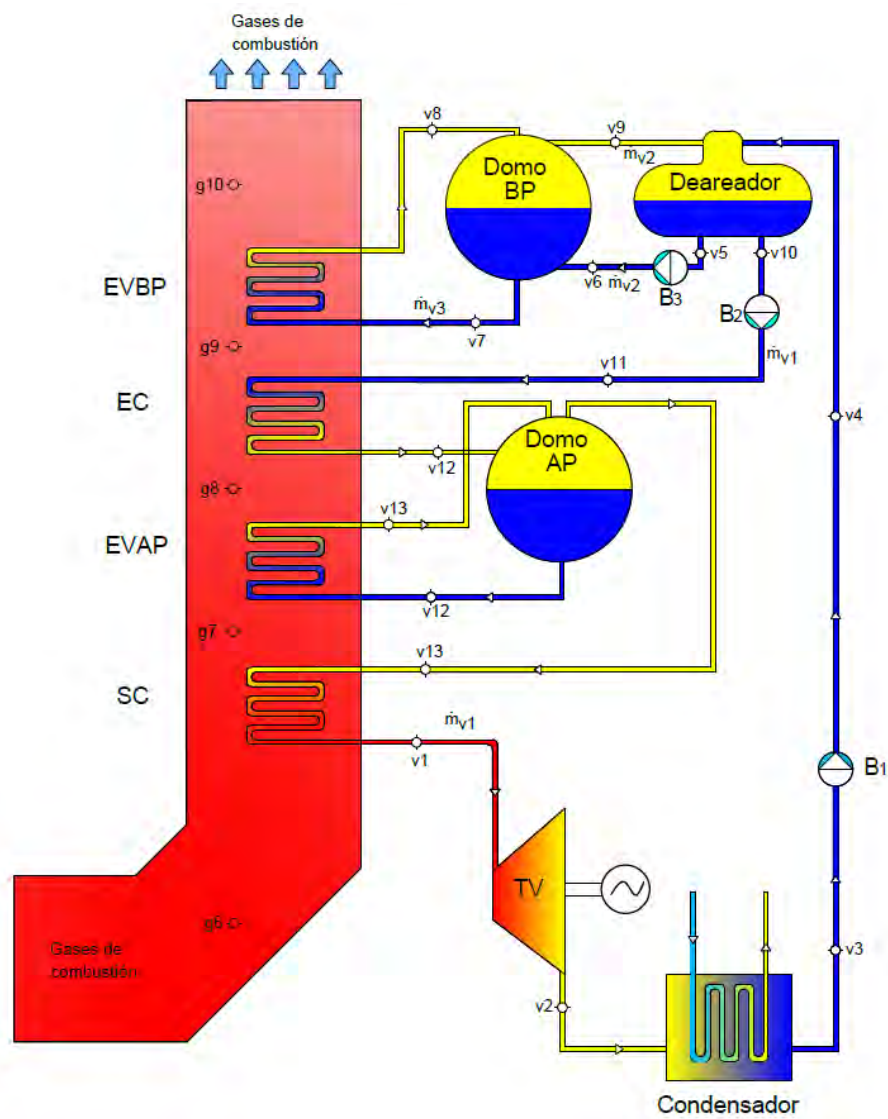 Gases de
combustión
v8
v9
ṁv2
Domo
BP
Deareador
g10
v5
v10
v6
ṁv2
B3
B2
EVBP
ṁv3
v7
ṁv1
g9
v11
EC
v4
Domo
AP
v12
g8
v13
EVAP
v12
g7
v13
SC
ṁv1
v1
B1
TV
g6
Gases de
combustión
v3
v2
Condensador